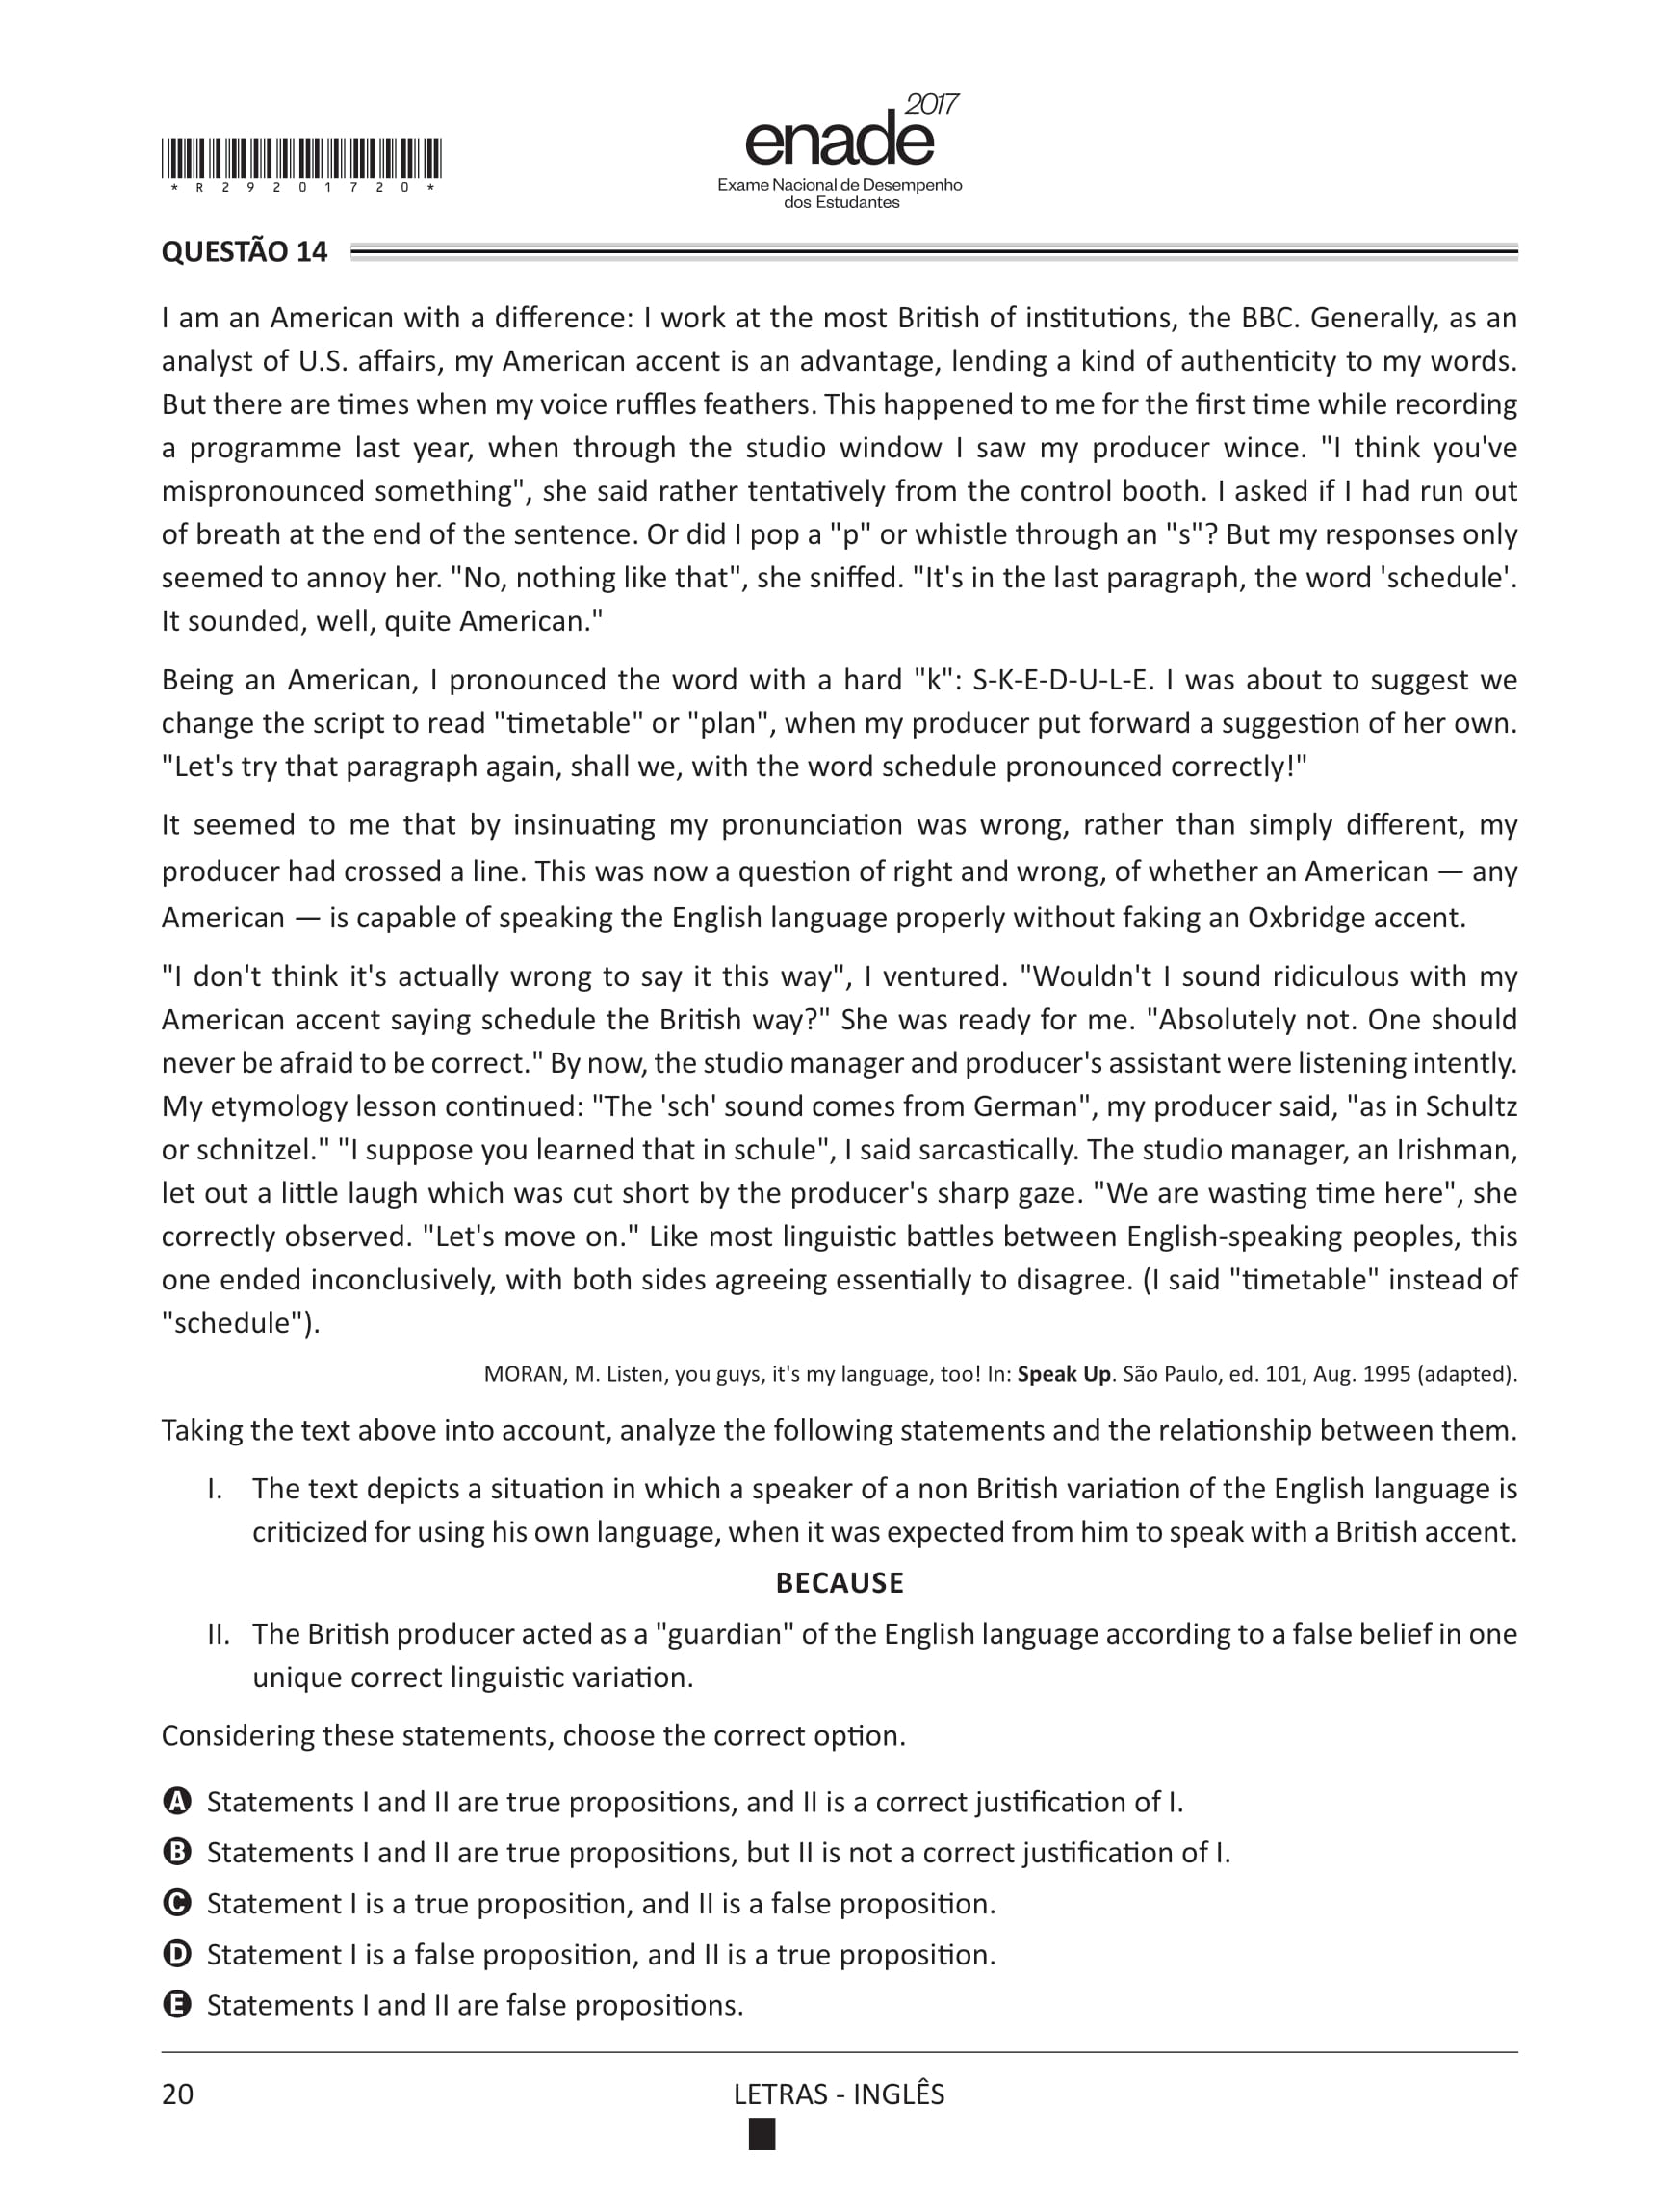 2017
enade
Exame Nacional de Desempenho
dos Estudantes
* R 2 9 2 0 1 7 2 0 *
QUESTÃO 14
I am an American with a difference: I work at the most British of institutions, the BBC. Generally, as an
analyst of U.S. affairs, my American accent is an advantage, lending a kind of authenticity to my words.
But there are times when my voice ruffles feathers. This happened to me for the first time while recording
a programme last year, when through the studio window I saw my producer wince. "I think you've
mispronounced something", she said rather tentatively from the control booth. I asked if I had run out
of breath at the end of the sentence. Or did I pop a "p" or whistle through an "s"? But my responses only
seemed to annoy her. "No, nothing like that", she sniffed. "It's in the last paragraph, the word 'schedule'.
It sounded, well, quite American."
Being an American, I pronounced the word with a hard "k": S-K-E-D-U-L-E. I was about to suggest we
change the script to read "timetable" or "plan", when my producer put forward a suggestion of her own.
"Let's try that paragraph again, shall we, with the word schedule pronounced correctly!"
It seemed to me that by insinuating my pronunciation was wrong, rather than simply different, my
producer had crossed a line. This was now a question of right and wrong, of whether an American — any
American — is capable of speaking the English language properly without faking an Oxbridge accent.
"I don't think it's actually wrong to say it this way", I ventured. "Wouldn't I sound ridiculous with my
American accent saying schedule the British way?" She was ready for me. "Absolutely not. One should
never be afraid to be correct." By now, the studio manager and producer's assistant were listening intently.
My etymology lesson continued: "The 'sch' sound comes from German", my producer said, "as in Schultz
or schnitzel." "I suppose you learned that in schule", I said sarcastically. The studio manager, an Irishman,
let out a little laugh which was cut short by the producer's sharp gaze. "We are wasting time here", she
correctly observed. "Let's move on." Like most linguistic battles between English-speaking peoples, this
one ended inconclusively, with both sides agreeing essentially to disagree. (I said "timetable" instead of
"schedule").
MORAN, M. Listen, you guys, it's my language, too! In: Speak Up. São Paulo, ed. 101, Aug. 1995 (adapted).
Taking the text above into account, analyze the following statements and the relationship between them.
I. The text depicts a situation in which a speaker of a non British variation of the English language is
criticized for using his own language, when it was expected from him to speak with a British accent.
BECAUSE
II. The British producer acted as a "guardian" of the English language according to a false belief in one
unique correct linguistic variation.
Considering these statements, choose the correct option.
A Statements I and II are true propositions, and II is a correct justification of I.
B Statements I and II are true propositions, but II is not a correct justification of I.
C Statement I is a true proposition, and II is a false proposition.
D Statement I is a false proposition, and II is a true proposition.
E Statements I and II are false propositions.
20
LETRAS - INGLÊS